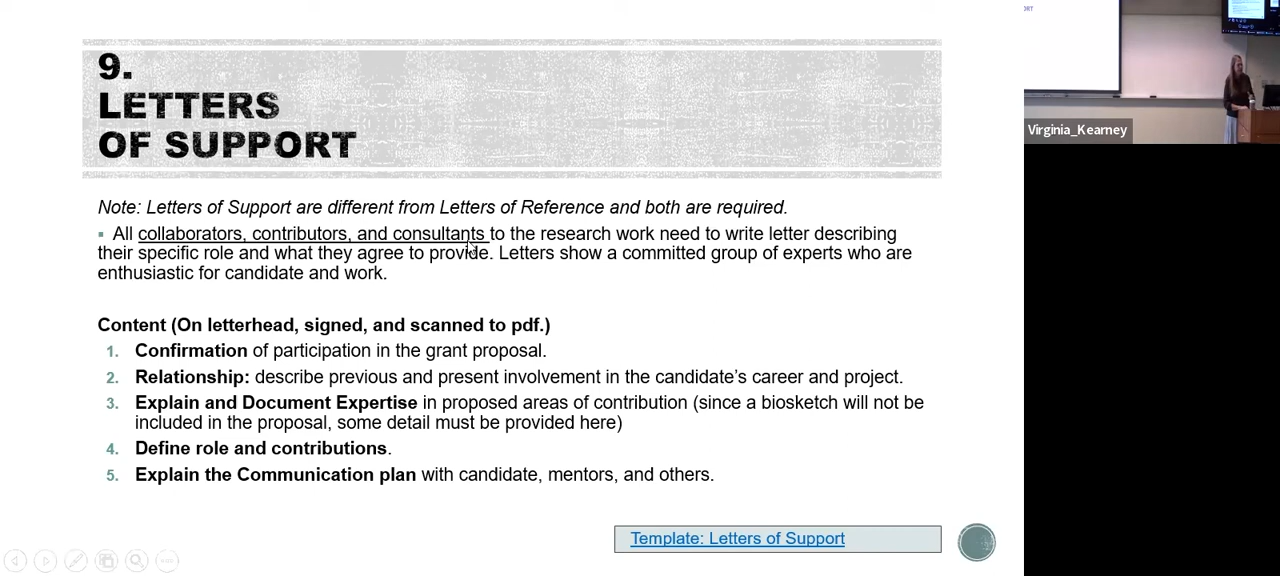 9.
LETTERS
OF SUPPORT
Note: Letters of Support are different from Letters of Reference and both are required.
▪ All collaborators, contributors, and consultants to the research work need to write letter describing
their specific role and what they agree to provide. Letters show a committed group of experts who are
enthusiastic for candidate and work.
Content (On letterhead, signed, and scanned to pdf.)
1. Confirmation of participation in the grant proposal.
2. Relationship: describe previous and present involvement in the candidate's career and project.
3. Explain and Document Expertise in proposed areas of contribution (since a biosketch will not be
included in the proposal, some detail must be provided here)
4. Define role and contributions.
5. Explain the Communication plan with candidate, mentors, and others.
Template: Letters of Support
Virginia_Kearney